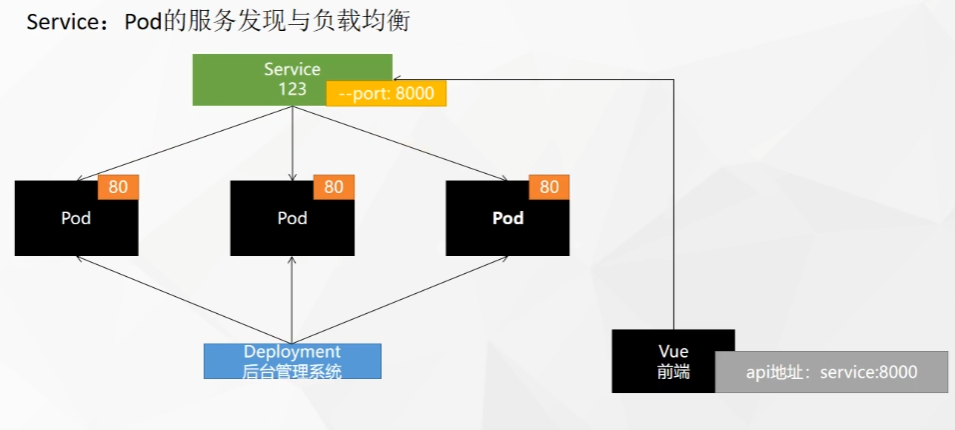 Service：Pod的服务发现与负载均衡
Service
123
--port: 8000
80
80
80
Pod
Pod
Pod
Deployment
后台管理系统
Vue
前端
api地址：service:8000